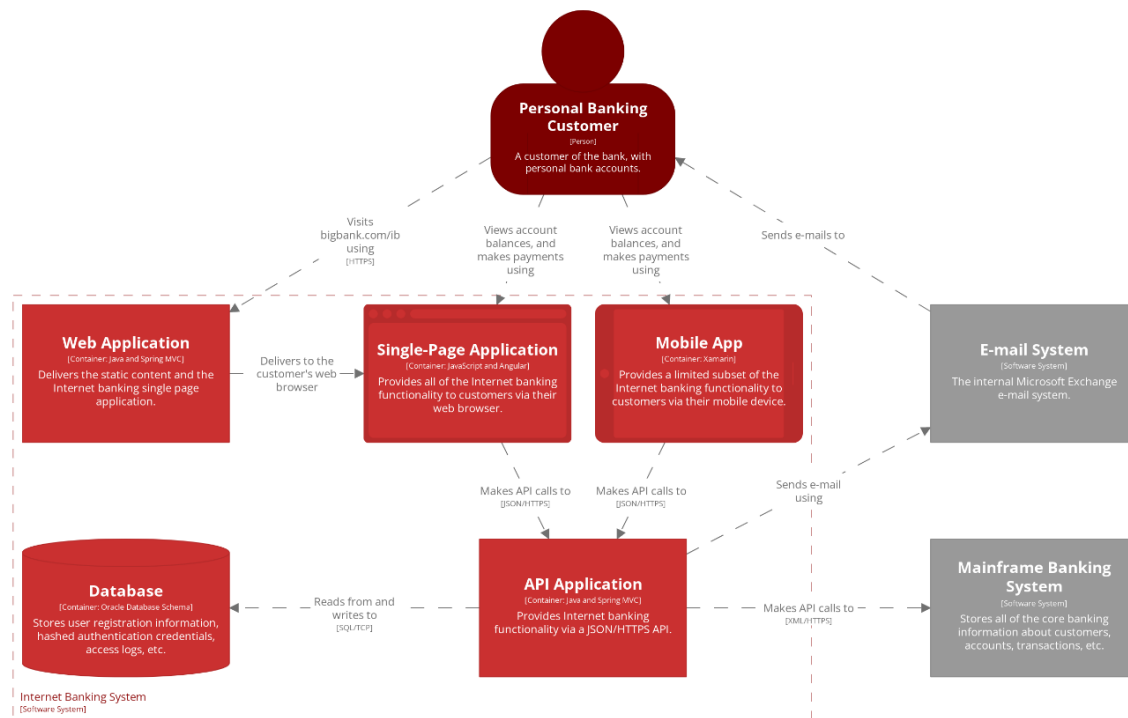 Personal Banking
Customer
[Person]
A customer of the bank, with
personal bank accounts.
Visits
bigbank.com/ib
using
[HTTPS]
Views account
balances, and
makes payments
using
Views account
balances, and
makes payments
using
Sends e-mails to
Web Application
[Container: Java and Spring MVC]
Delivers the static content and the
Internet banking single page
application.
Delivers to the
customer's web
browser
Single-Page Application
[Container: JavaScript and Angular]
Provides all of the Internet banking
functionality to customers via their
web browser.
Mobile App
[Container: Xamarin]
Provides a limited subset of the
Internet banking functionality to
customers via their mobile device.
E-mail System
[Software System]
The internal Microsoft Exchange
e-mail system.
Makes API calls to
[JSON/HTTPS]
Makes API calls to
[JSON/HTTPS]
Sends e-mail
using
Database
[Container: Oracle Database Schema]
Stores user registration information,
hashed authentication credentials,
access logs, etc.
Reads from and
writes to
[SQL/TCP]
API Application
[Container: Java and Spring MVC]
Provides Internet banking
functionality via a JSON/HTTPS API.
Makes API calls to
[XML/HTTPS]
Mainframe Banking
System
[Software System]
Stores all of the core banking
information about customers,
accounts, transactions, etc.
Internet Banking System
[Software System]